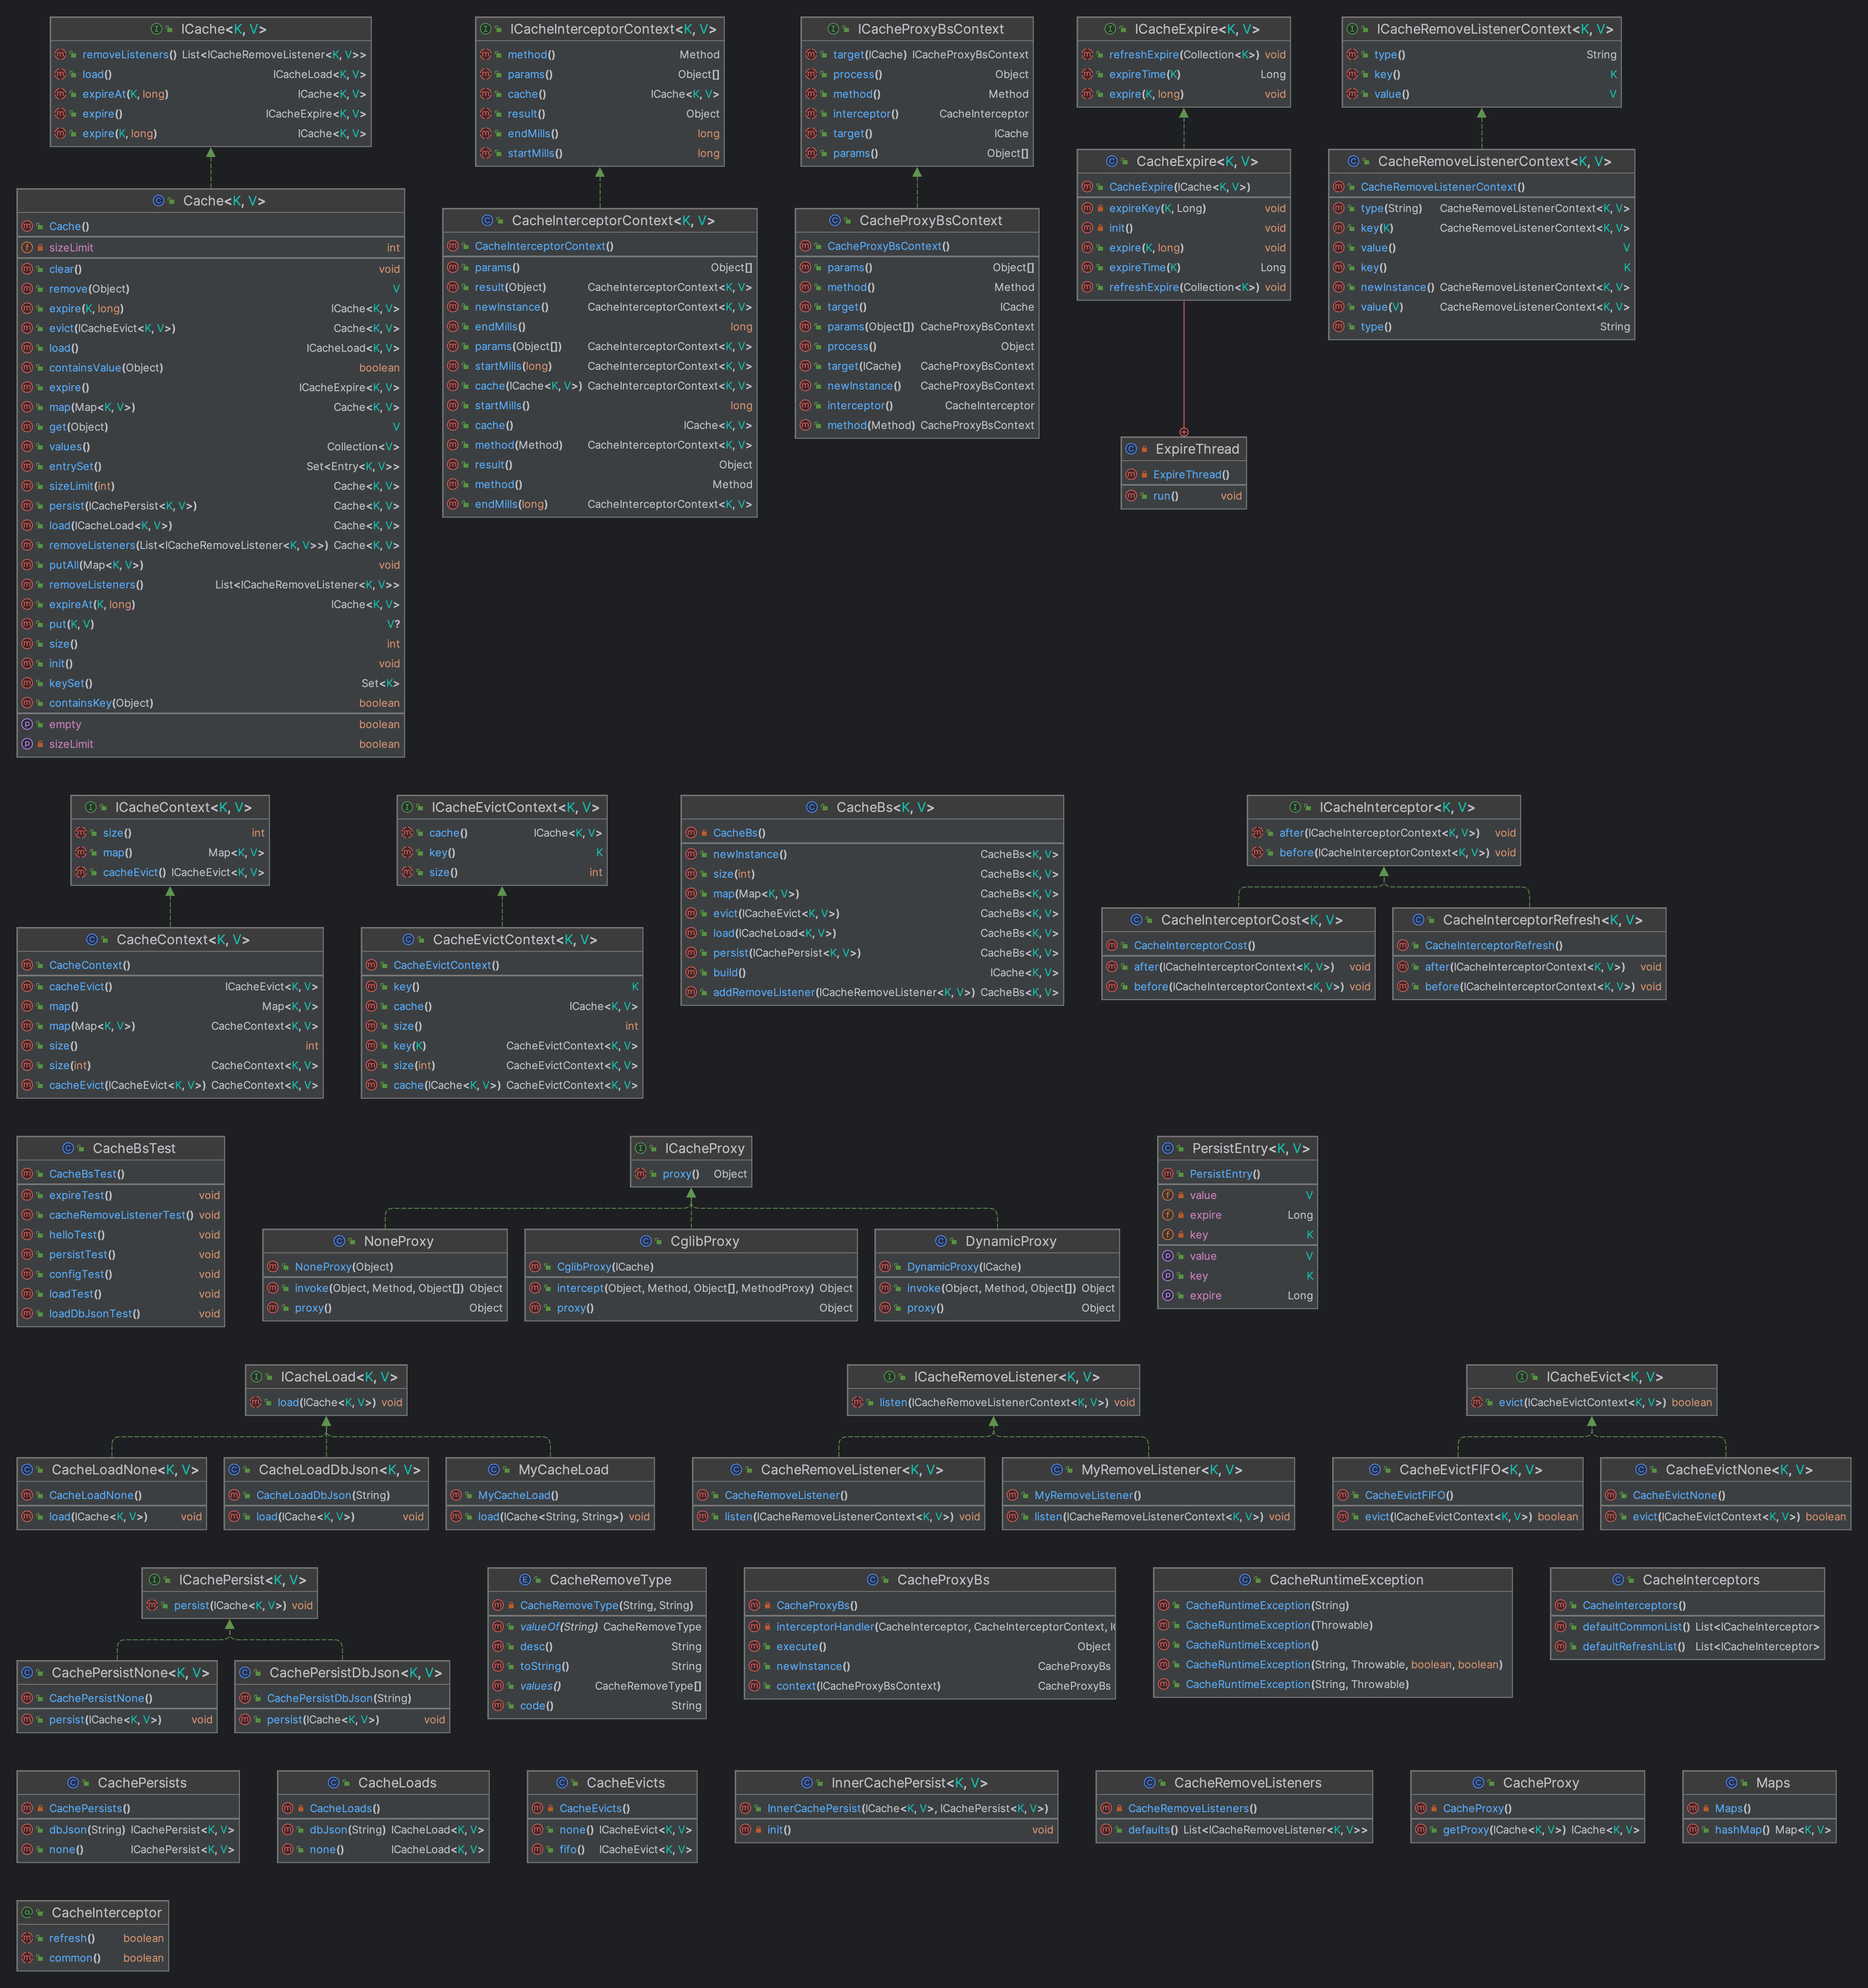 ICache<K, V>
removeListeners() List<ICacheRemoveListener<K, V>>
load() ICacheLoad<K, V>
expireAt(K, long) ICache<K, V>
expire() ICacheExpire<K, V>
expire(K, long) ICache<K, V>
Cache<K, V>
Cache()
sizeLimit int
clear() void
remove(Object) V
expire(K, long) ICache<K, V>
evict(ICacheEvict<K, V>) Cache<K, V>
load() ICacheLoad<K, V>
containsValue(Object) boolean
expire() ICacheExpire<K, V>
map(Map<K, V>) Cache<K, V>
get(Object) V
values() Collection<V>
entrySet() Set<Entry<K, V>>
sizeLimit(int) Cache<K, V>
persist(ICachePersist<K, V>) Cache<K, V>
load(ICacheLoad<K, V>) Cache<K, V>
removeListeners(List<ICacheRemoveListener<K, V>>) Cache<K, V>
putAll(Map<K, V>) void
removeListeners() List<ICacheRemoveListener<K, V>>
expireAt(K, long) ICache<K, V>
put(K, V) V?
size() int
init() void
keySet() Set<K>
containsKey(Object) boolean
empty boolean
sizeLimit boolean
ICacheInterceptorContext<K, V>
method() Method
params() Object[]
cache() ICache<K, V>
result() Object
endMills() long
startMills() long
CacheInterceptorContext<K, V>
CacheInterceptorContext()
params() Object[]
result(Object) CacheInterceptorContext<K, V>
newInstance() CacheInterceptorContext<K, V>
endMills() long
params(Object[]) CacheInterceptorContext<K, V>
startMills(long) CacheInterceptorContext<K, V>
cache(ICache<K, V>) CacheInterceptorContext<K, V>
startMills() long
cache() ICache<K, V>
method(Method) CacheInterceptorContext<K, V>
result() Object
method() Method
endMills(long) CacheInterceptorContext<K, V>
ICacheProxyBsContext
target(ICache) ICacheProxyBsContext
process() Object
method() Method
interceptor() CacheInterceptor
target() ICache
params() Object[]
CacheProxyBsContext
CacheProxyBsContext()
params() Object[]
method() Method
target() ICache
params(Object[]) CacheProxyBsContext
process() Object
target(ICache) CacheProxyBsContext
newInstance() CacheProxyBsContext
interceptor() CacheInterceptor
method(Method) CacheProxyBsContext
ICacheExpire<K, V>
refreshExpire(Collection<K>) void
expireTime(K) Long
expire(K, long) void
CacheExpire<K, V>
CacheExpire(ICache<K, V>)
expireKey(K, Long) void
init() void
expire(K, long) void
expireTime(K) Long
refreshExpire(Collection<K>) void
ExpireThread
ExpireThread()
run() void
ICacheRemoveListenerContext<K, V>
type() String
key() K
value() V
CacheRemoveListenerContext<K, V>
CacheRemoveListenerContext()
type(String) CacheRemoveListenerContext<K, V>
key(K) CacheRemoveListenerContext<K, V>
value() V
key() K
newInstance() CacheRemoveListenerContext<K, V>
value(V) CacheRemoveListenerContext<K, V>
type() String
ICacheContext<K, V>
size() int
map() Map<K, V>
cacheEvict() ICacheEvict<K, V>
CacheContext<K, V>
CacheContext()
cacheEvict() ICacheEvict<K, V>
map() Map<K, V>
map(Map<K, V>) CacheContext<K, V>
size() int
size(int) CacheContext<K, V>
cacheEvict(ICacheEvict<K, V>) CacheContext<K, V>
ICacheEvictContext<K, V>
cache() ICache<K, V>
key() K
size() int
CacheEvictContext<K, V>
CacheEvictContext()
key() K
cache() ICache<K, V>
size() int
key(K) CacheEvictContext<K, V>
size(int) CacheEvictContext<K, V>
cache(ICache<K, V>) CacheEvictContext<K, V>
CacheBs<K, V>
CacheBs()
newInstance() CacheBs<K, V>
size(int) CacheBs<K, V>
map(Map<K, V>) CacheBs<K, V>
evict(ICacheEvict<K, V>) CacheBs<K, V>
load(ICacheLoad<K, V>) CacheBs<K, V>
persist(ICachePersist<K, V>) CacheBs<K, V>
build() ICache<K, V>
addRemoveListener(ICacheRemoveListener<K, V>) CacheBs<K, V>
ICacheInterceptor<K, V>
after(ICacheInterceptorContext<K, V>) void
before(ICacheInterceptorContext<K, V>) void
CacheInterceptorCost<K, V>
CacheInterceptorCost()
after(ICacheInterceptorContext<K, V>) void
before(ICacheInterceptorContext<K, V>) void
CacheInterceptorRefresh<K, V>
CacheInterceptorRefresh()
after(ICacheInterceptorContext<K, V>) void
before(ICacheInterceptorContext<K, V>) void
CacheBsTest
CacheBsTest()
expireTest() void
cacheRemoveListenerTest() void
helloTest() void
persistTest() void
configTest() void
loadTest() void
loadDbJsonTest() void
ICacheProxy
proxy() Object
NoneProxy
NoneProxy(Object)
invoke(Object, Method, Object[]) Object
proxy() Object
CglibProxy
CglibProxy(ICache)
intercept(Object, Method, Object[], MethodProxy) Object
proxy() Object
DynamicProxy
DynamicProxy(ICache)
invoke(Object, Method, Object[]) Object
proxy() Object
PersistEntry<K, V>
PersistEntry()
value V
expire Long
key K
value V
key K
expire Long
ICacheLoad<K, V>
load(ICache<K, V>) void
CacheLoadNone<K, V>
CacheLoadNone()
load(ICache<K, V>) void
CacheLoadDbJson<K, V>
CacheLoadDbJson(String)
load(ICache<K, V>) void
MyCacheLoad
MyCacheLoad()
load(ICache<String, String>) void
ICacheRemoveListener<K, V>
listen(ICacheRemoveListenerContext<K, V>) void
CacheRemoveListener<K, V>
CacheRemoveListener()
listen(ICacheRemoveListenerContext<K, V>) void
MyRemoveListener<K, V>
MyRemoveListener()
listen(ICacheRemoveListenerContext<K, V>) void
ICacheEvict<K, V>
evict(ICacheEvictContext<K, V>) boolean
CacheEvictFIFO<K, V>
CacheEvictFIFO()
evict(ICacheEvictContext<K, V>) boolean
CacheEvictNone<K, V>
CacheEvictNone()
evict(ICacheEvictContext<K, V>) boolean
ICachePersist<K, V>
persist(ICache<K, V>) void
CachePersistNone<K, V>
CachePersistNone()
persist(ICache<K, V>) void
CachePersistDbJson<K, V>
CachePersistDbJson(String)
persist(ICache<K, V>) void
CacheRemoveType
CacheRemoveType(String, String)
valueOf(String) CacheRemoveType
desc() String
toString() String
values() CacheRemoveType[]
code() String
CacheProxyBs
CacheProxyBs()
interceptorHandler(CacheInterceptor, CacheInterceptorContext, I
execute() Object
newInstance() CacheProxyBs
context(ICacheProxyBsContext) CacheProxyBs
CacheRuntimeException
CacheRuntimeException(String)
CacheRuntimeException(Throwable)
CacheRuntimeException()
CacheRuntimeException(String, Throwable, boolean, boolean)
CacheRuntimeException(String, Throwable)
CacheInterceptors
CacheInterceptors()
defaultCommonList() List<ICacheInterceptor>
defaultRefreshList() List<ICacheInterceptor>
CachePersists
CachePersists()
dbJson(String) ICachePersist<K, V>
none() ICachePersist<K, V>
CacheLoads
CacheLoads()
dbJson(String) ICacheLoad<K, V>
none() ICacheLoad<K, V>
CacheEvicts
CacheEvicts()
none() ICacheEvict<K, V>
fifo() ICacheEvict<K, V>
InnerCachePersist<K, V>
InnerCachePersist(ICache<K, V>, ICachePersist<K, V>)
init() void
CacheRemoveListeners
CacheRemoveListeners()
defaults() List<ICacheRemoveListener<K, V>>
CacheProxy
CacheProxy()
getProxy(ICache<K, V>) ICache<K, V>
Maps
Maps()
hashMap() Map<K, V>
CacheInterceptor
refresh() boolean
common() boolean